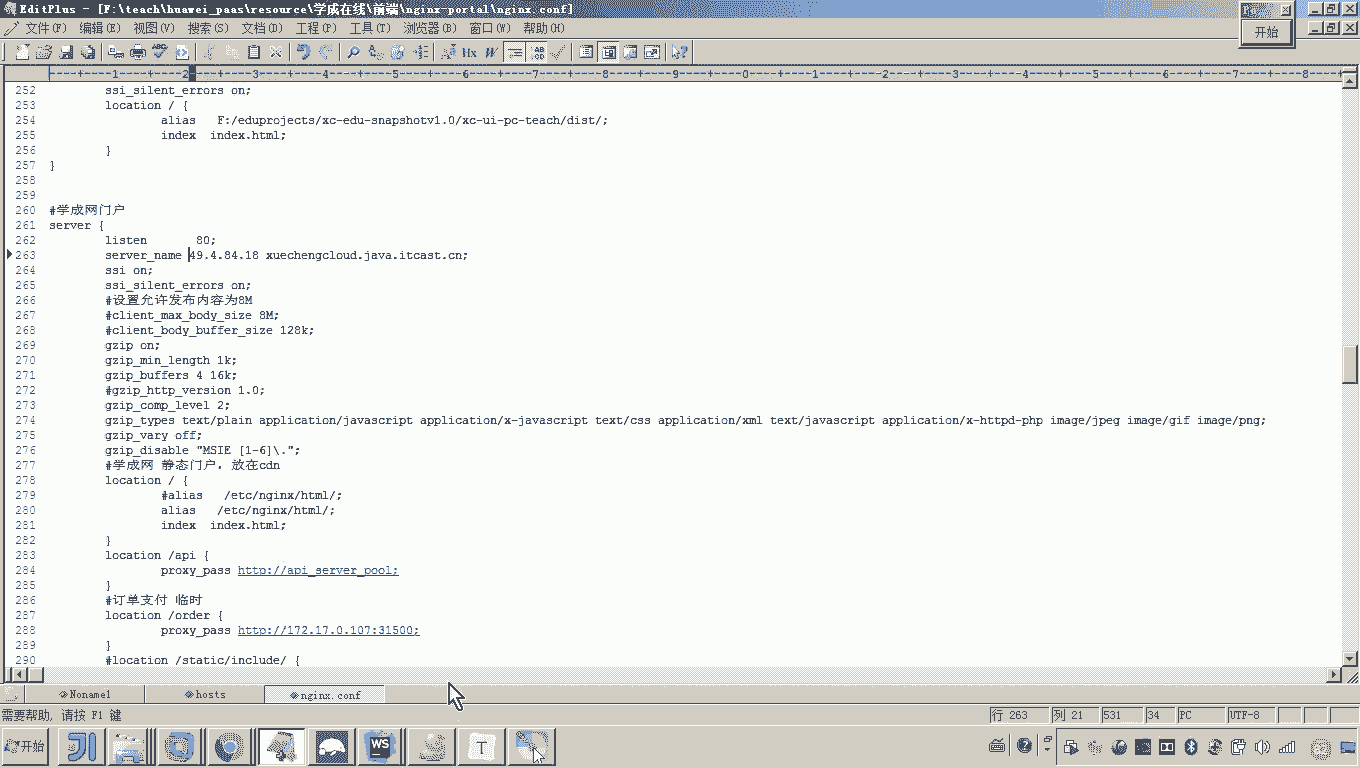 EditPlus - [F:\teach\huawei_paas\resource\学成在线\前端\nginx-portal\nginx.conf]
文件(F) 编辑(E) 视图(V) 搜索(S) 文档(D) 工程(P) 工具(T) 浏览器(B) 窗口(W) 帮助(H)
开始
252 ssi_silent_errors on;
253 location / {
254 alias F:/eduprojects/xc-edu-snapshotv1.0/xc-ui-pc-teach/dist/;
255 index index.html;
256 }
257 }
258
259
260 #学成网门户
261 server {
262 listen 80;
263 server_name 49.4.84.18 xuechengcloud.java.itcast.cn;
264 ssi on;
265 ssi_silent_errors on;
266 #设置允许发布内容为8M
267 #client_max_body_size 8M;
268 #client_body_buffer_size 128k;
269 gzip on;
270 gzip_min_length 1k;
271 gzip_buffers 4 16k;
272 #gzip_http_version 1.0;
273 gzip_comp_level 2;
274 gzip_types text/plain application/javascript application/x-javascript text/css application/xml text/javascript application/x-httpd-php image/jpeg image/gif image/png;
275 gzip_vary off;
276 gzip_disable "MSIE [1-6]\.";
277 #学成网 静态门户, 放在cdn
278 location / {
279 #alias /etc/nginx/html/;
280 alias /etc/nginx/html/;
281 index index.html;
282 }
283 location /api {
284 proxy_pass http://api_server_pool;
285 }
286 #订单支付 临时
287 location /order {
288 proxy_pass http://172.17.0.107:31500;
289 }
290 #location /static/include/ {
Noname1 hosts nginx.conf
需要帮助, 请按 F1 键 行 263 列 21 531 34 PC UTF-8
开始 WS T